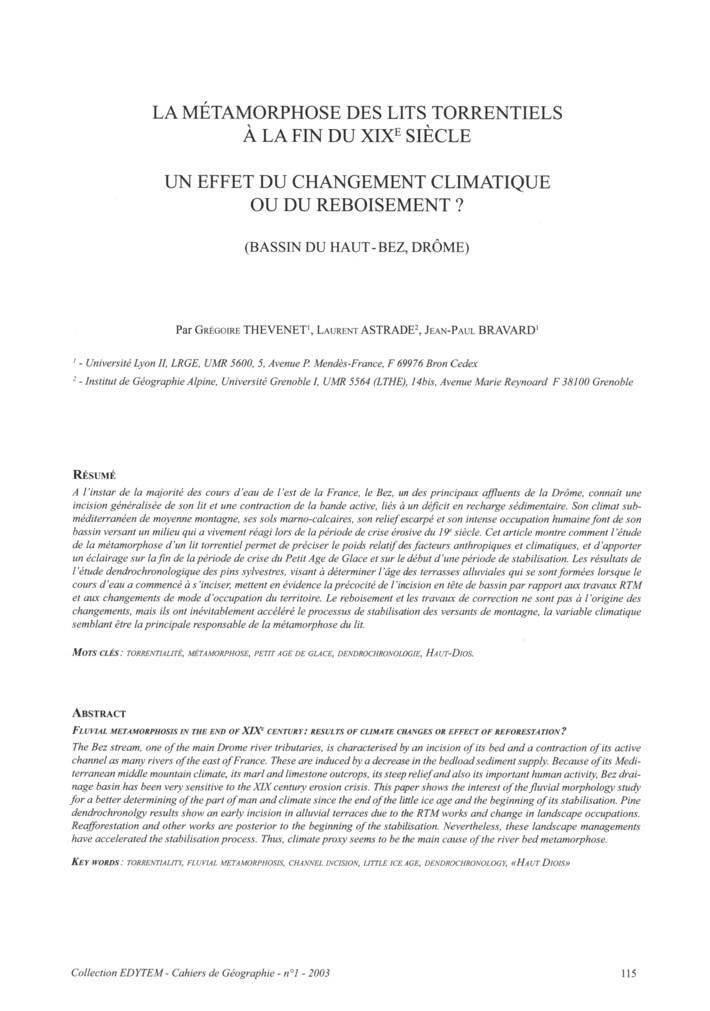 LA MÉTAMORPHOSE DES LITS TORRENTIELS
À LA FIN DU XIXE SIÈCLE
UN EFFET DU CHANGEMENT CLIMATIQUE
OU DU REBOISEMENT ?
(BASSIN DU HAUT-BEZ, DRÔME)
Par Grégoire THEVENET1, Laurent ASTRADE2, Jean-Paul BRAVARD1
1 - Université Lyon II, LRGE, UMR 5600, 5, Avenue P. Mendès-France, F 69976 Bron Cedex
2 - Institut de Géographie Alpine, Université Grenoble I, UMR 5564 (LTHE), 14bis, Avenue Marie Reynoard F 38100 Grenoble
Résumé
A l'instar de la majorité des cours d'eau de l'est de la France, le Bez, un des principaux affluents de la Drôme, connaît une
incision généralisée de son lit et une contraction de la bande active, liés à un déficit en recharge sédimentaire. Son climat sub-
méditerranéen de moyenne montagne, ses sols marno-calcaires, son relief escarpé et son intense occupation humaine font de son
bassin versant un milieu qui a vivement réagi lors de la période de crise érosive du 19e siècle. Cet article montre comment l'étude
de la métamorphose d'un lit torrentiel permet de préciser le poids relatif des facteurs anthropiques et climatiques, et d'apporter
un éclairage sur la fin de la période de crise du Petit Age de Glace et sur le début d'une période de stabilisation. Les résultats de
l'étude dendrochronologique des pins sylvestres, visant à déterminer l'âge des terrasses alluviales qui se sont formées lorsque le
cours d'eau a commencé à s'inciser, mettent en évidence la précocité de l'incision en tête de bassin par rapport aux travaux RTM
et aux changements de mode d'occupation du territoire. Le reboisement et les travaux de correction ne sont pas à l'origine des
changements, mais ils ont inévitablement accéléré le processus de stabilisation des versants de montagne, la variable climatique
semblant être la principale responsable de la métamorphose du lit.
Mots clés : torrentialité, métamorphose, petit age de glace, dendrochronologie, Haut-Dios.
Abstract
Fluvial metamorphosis in the end of XIXe century : results of climate changes or effect of reforestation ?
The Bez stream, one of the main Drome river tributaries, is characterised by an incision of its bed and a contraction of its active
channel as many rivers of the east of France. These are induced by a decrease in the bedload sediment supply. Because of its Medi-
terranean middle mountain climate, its marl and limestone outcrops, its steep relief and also its important human activity, Bez drai-
nage basin has been very sensitive to the XIX century erosion crisis. This paper shows the interest of the fluvial morphology study
for a better determining of the part of man and climate since the end of the little ice age and the beginning of its stabilisation. Pine
dendrochronolgy results show an early incision in alluvial terraces due to the RTM works and change in landscape occupations.
Reafforestation and other works are posterior to the beginning of the stabilisation. Nevertheless, these landscape managements
have accelerated the stabilisation process. Thus, climate proxy seems to be the main cause of the river bed metamorphose.
Key words : torrentiality, fluvial metamorphosis, channel incision, little ice age, dendrochronology, «Haut Diois»
Collection EDYTEM - Cahiers de Géographie - n°1 - 2003
115